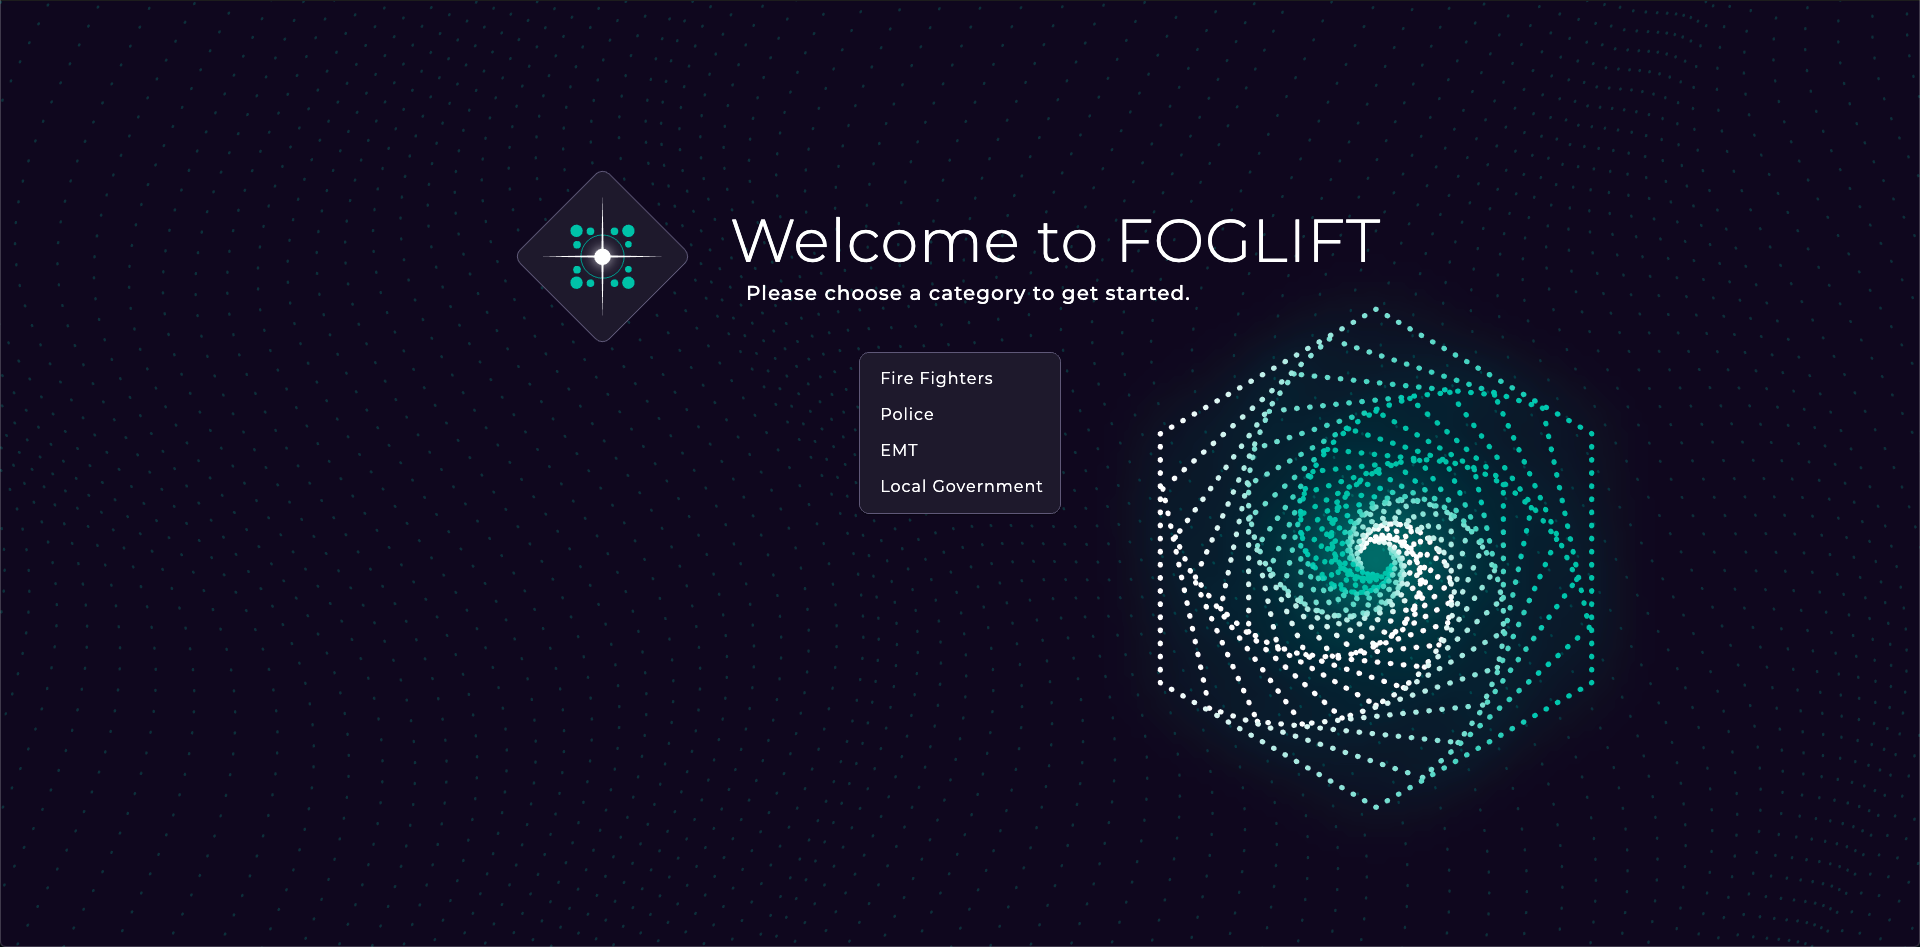 Welcome to FOGLIFT
Please choose a category to get started.
Fire Fighters
Police
EMT
Local Government